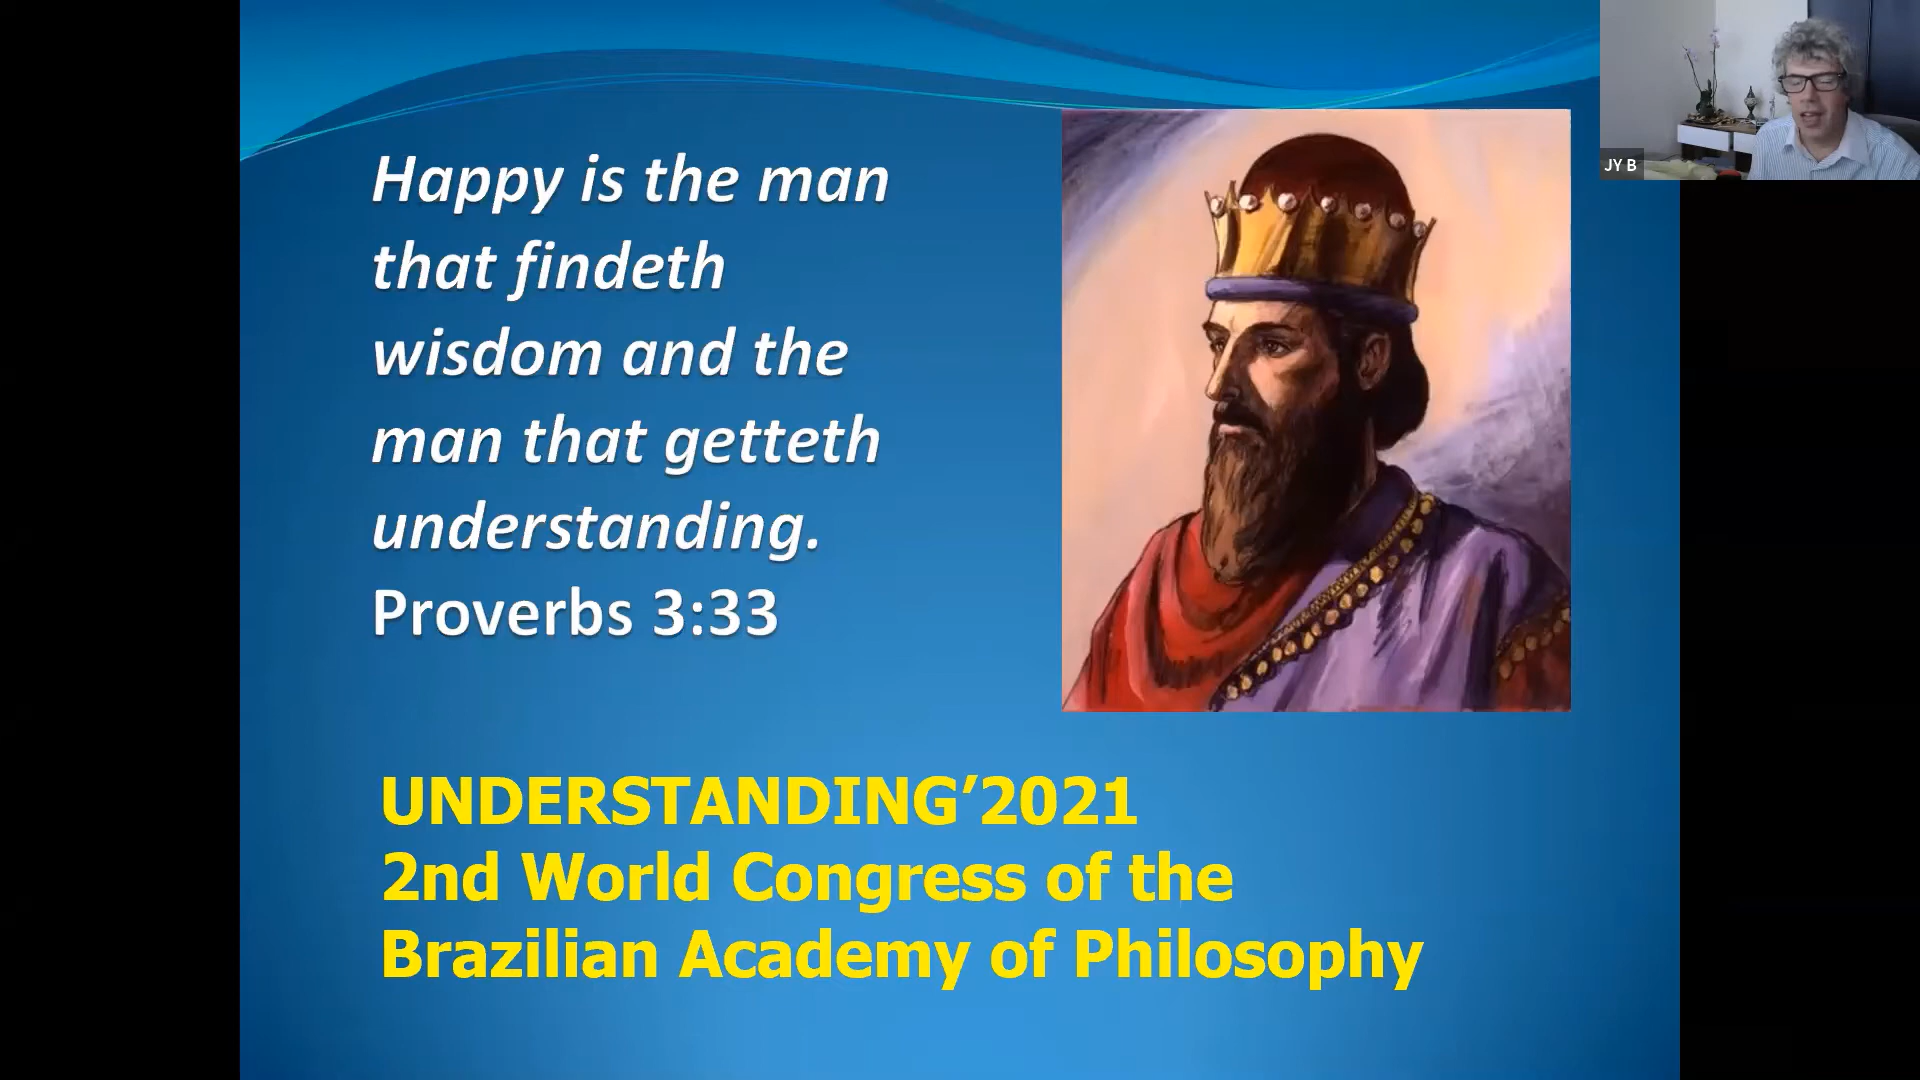 Happy is the man
that findeth
wisdom and the
man that getteth
understanding.
Proverbs 3:33
JY B
UNDERSTANDING’2021
2nd World Congress of the
Brazilian Academy of Philosophy